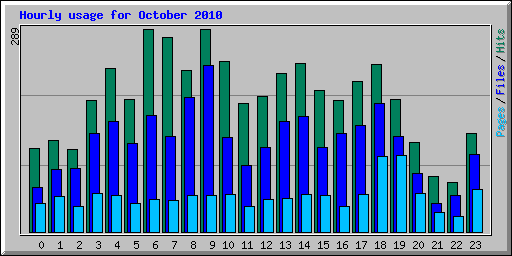 Hourly usage for October 2010
289
Pages / Files / Hits
0 1 2 3 4 5 6 7 8 9 10 11 12 13 14 15 16 17 18 19 20 21 22 23